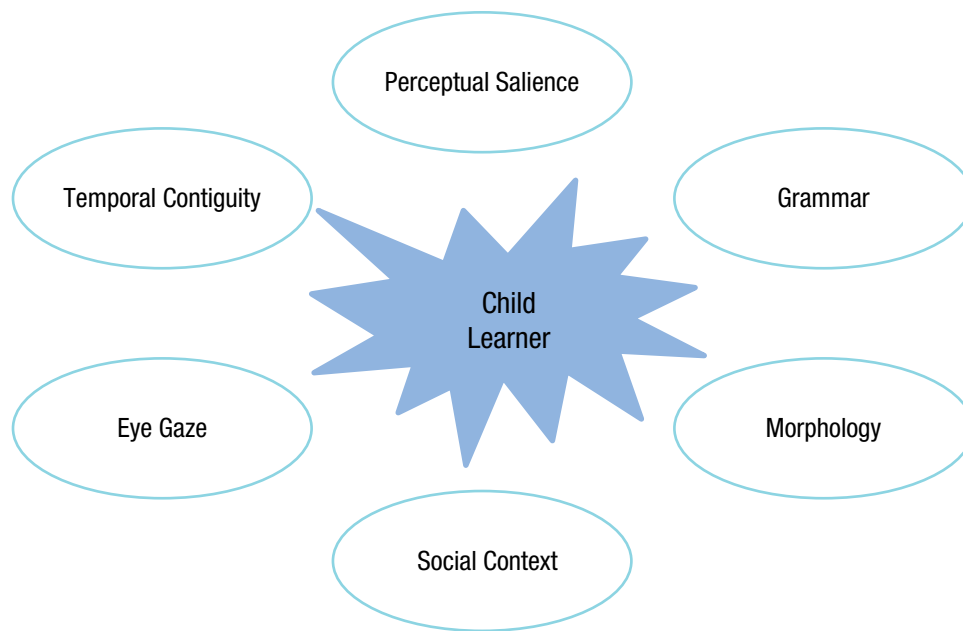 Perceptual Salience
Temporal Contiguity
Grammar
Child
Learner
Eye Gaze
Morphology
Social Context